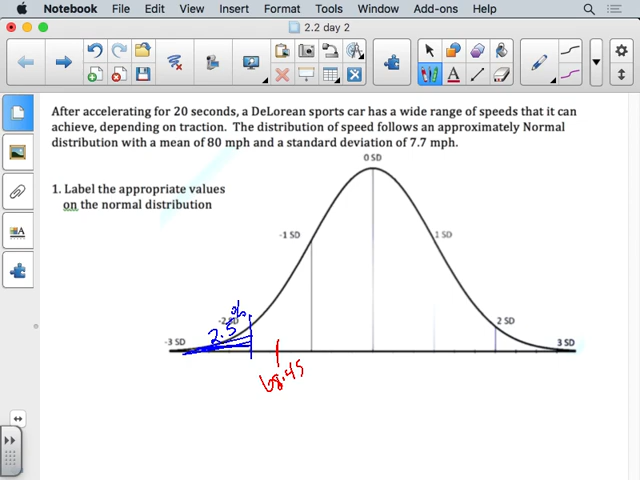 Notebook File Edit View Insert Format Tools Window Add-ons Help
2.2 day 2
After accelerating for 20 seconds, a DeLorean sports car has a wide range of speeds that it can
achieve, depending on traction. The distribution of speed follows an approximately Normal
distribution with a mean of 80 mph and a standard deviation of 7.7 mph.
0 SD
1. Label the appropriate values
on the normal distribution
-1 SD
1 SD
-2 SD
2.5%
2 SD
-3 SD
3 SD
68.45